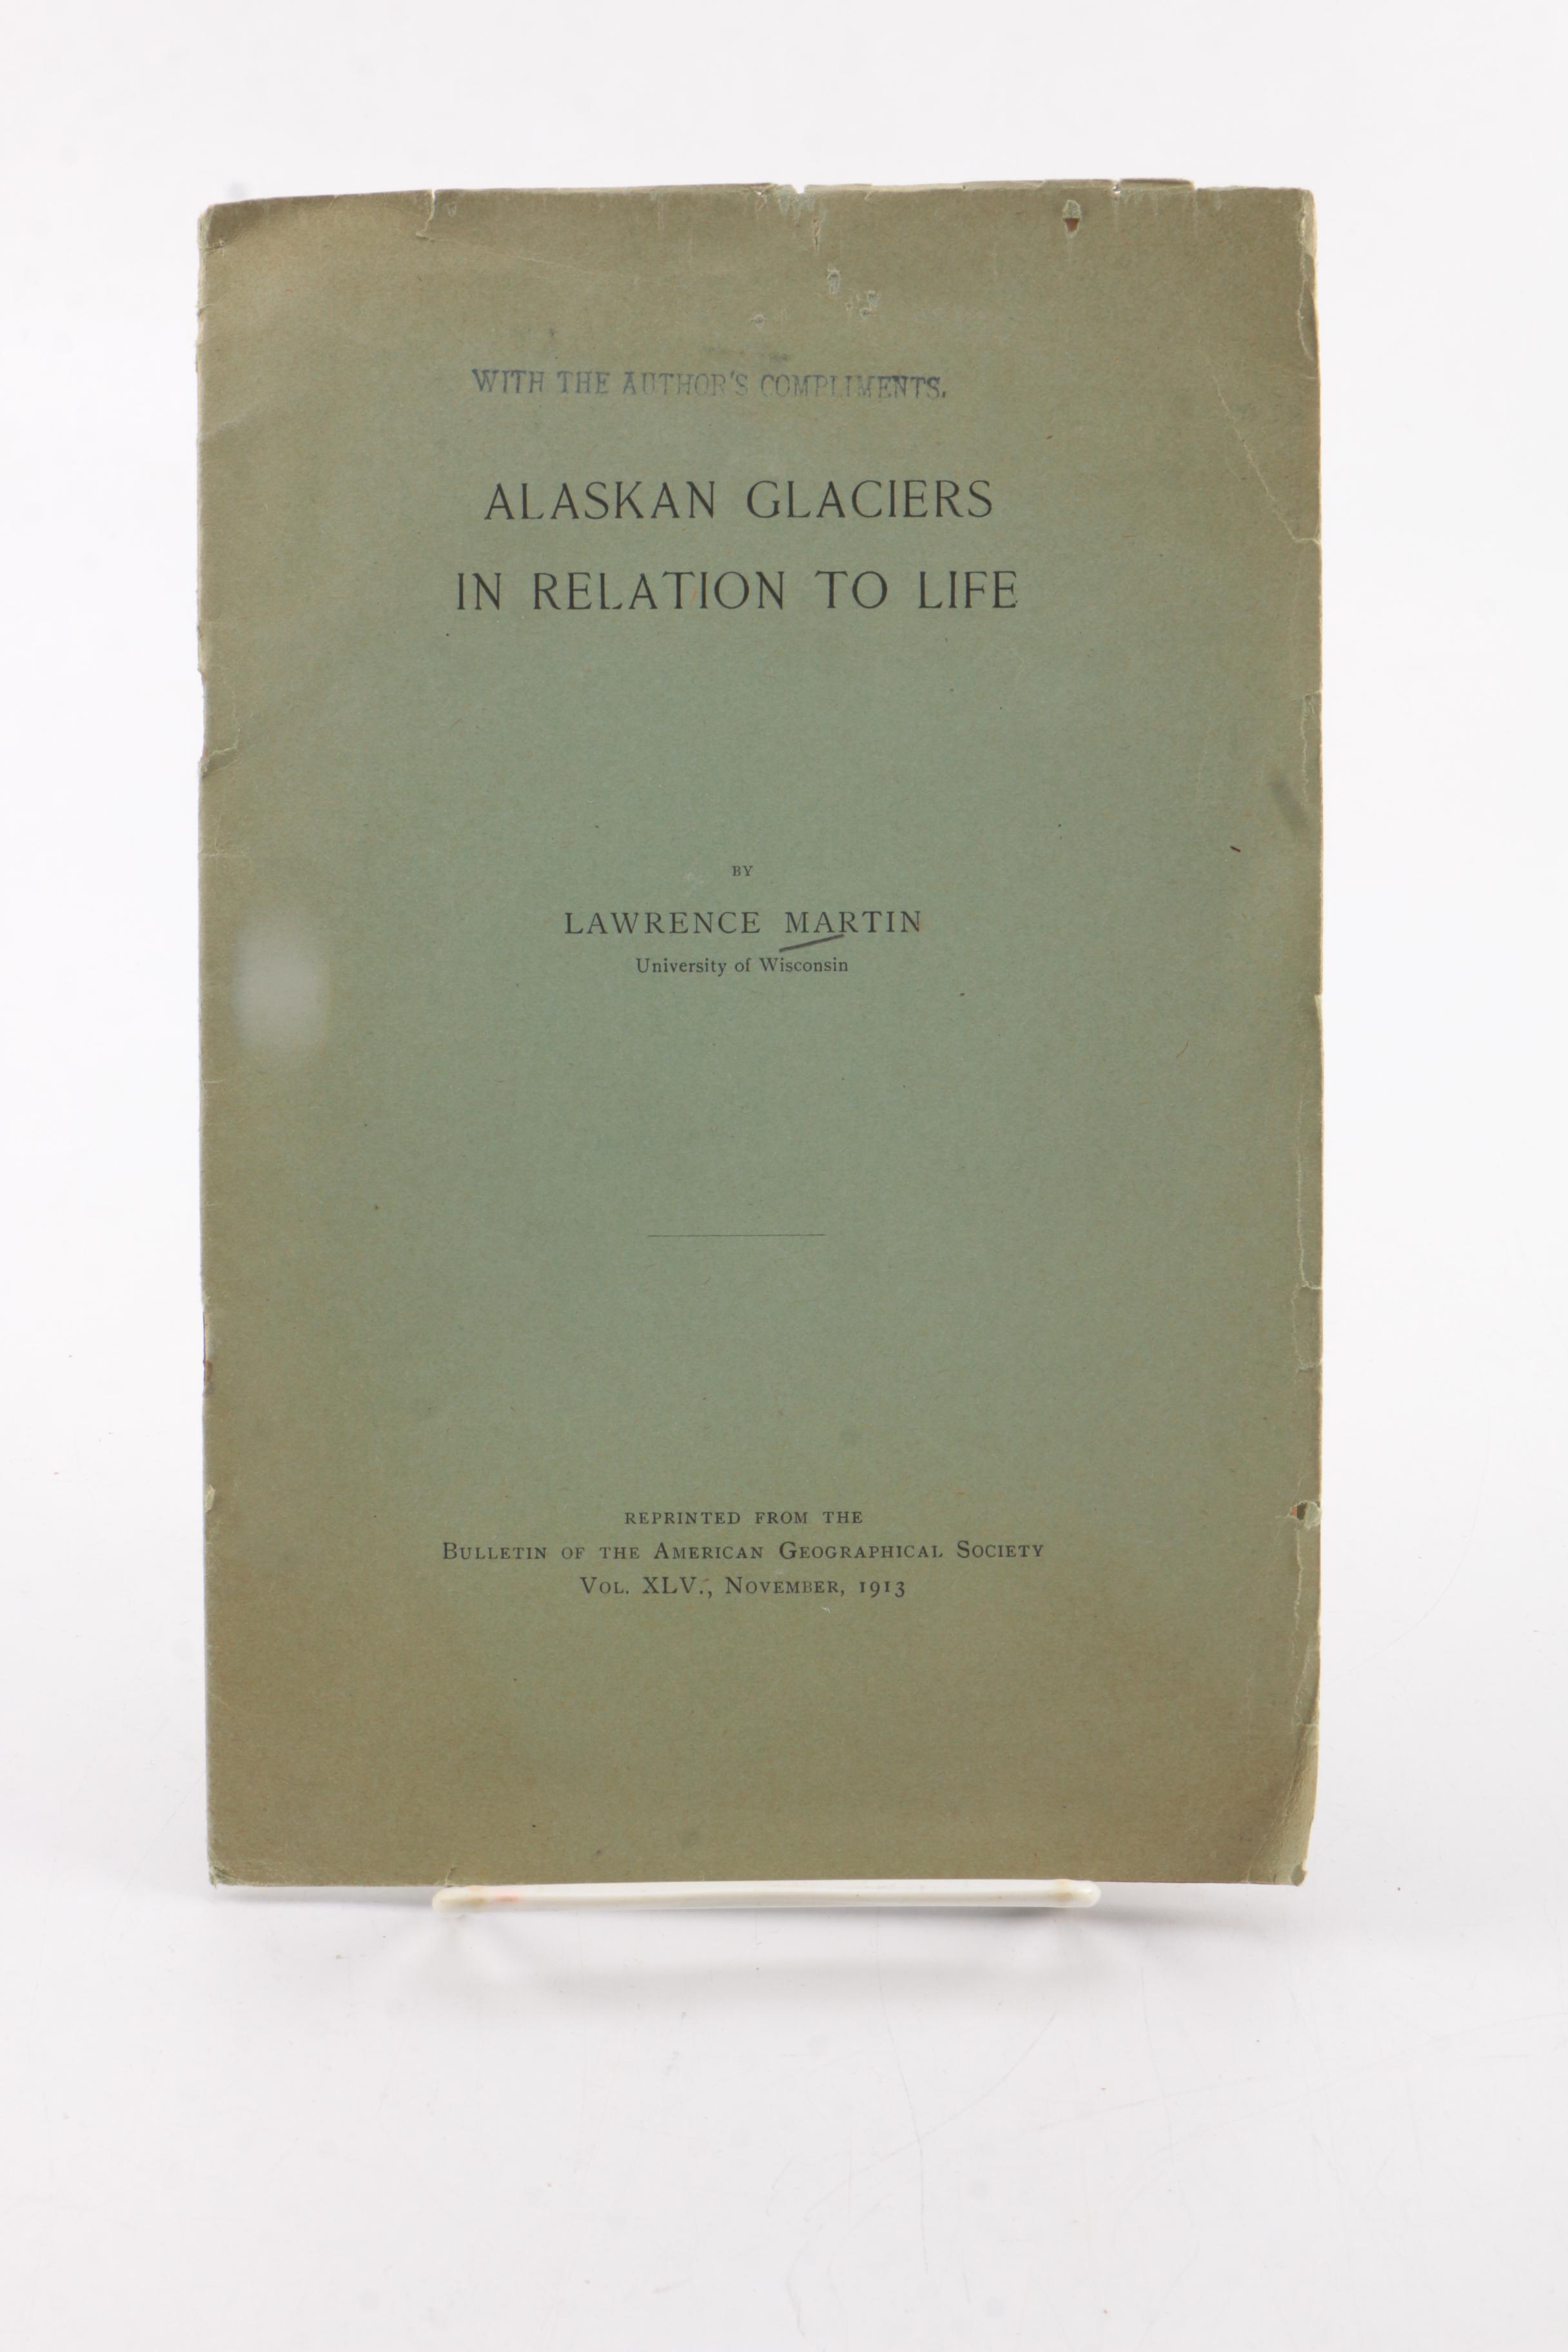 WITH THE AUTHOR'S COMPLIMENTS.
ALASKAN GLACIERS
IN RELATION TO LIFE
BY
LAWRENCE MARTIN
University of Wisconsin
REPRINTED FROM THE
BULLETIN OF THE AMERICAN GEOGRAPHICAL SOCIETY
VOL. XLV., NOVEMBER, 1913